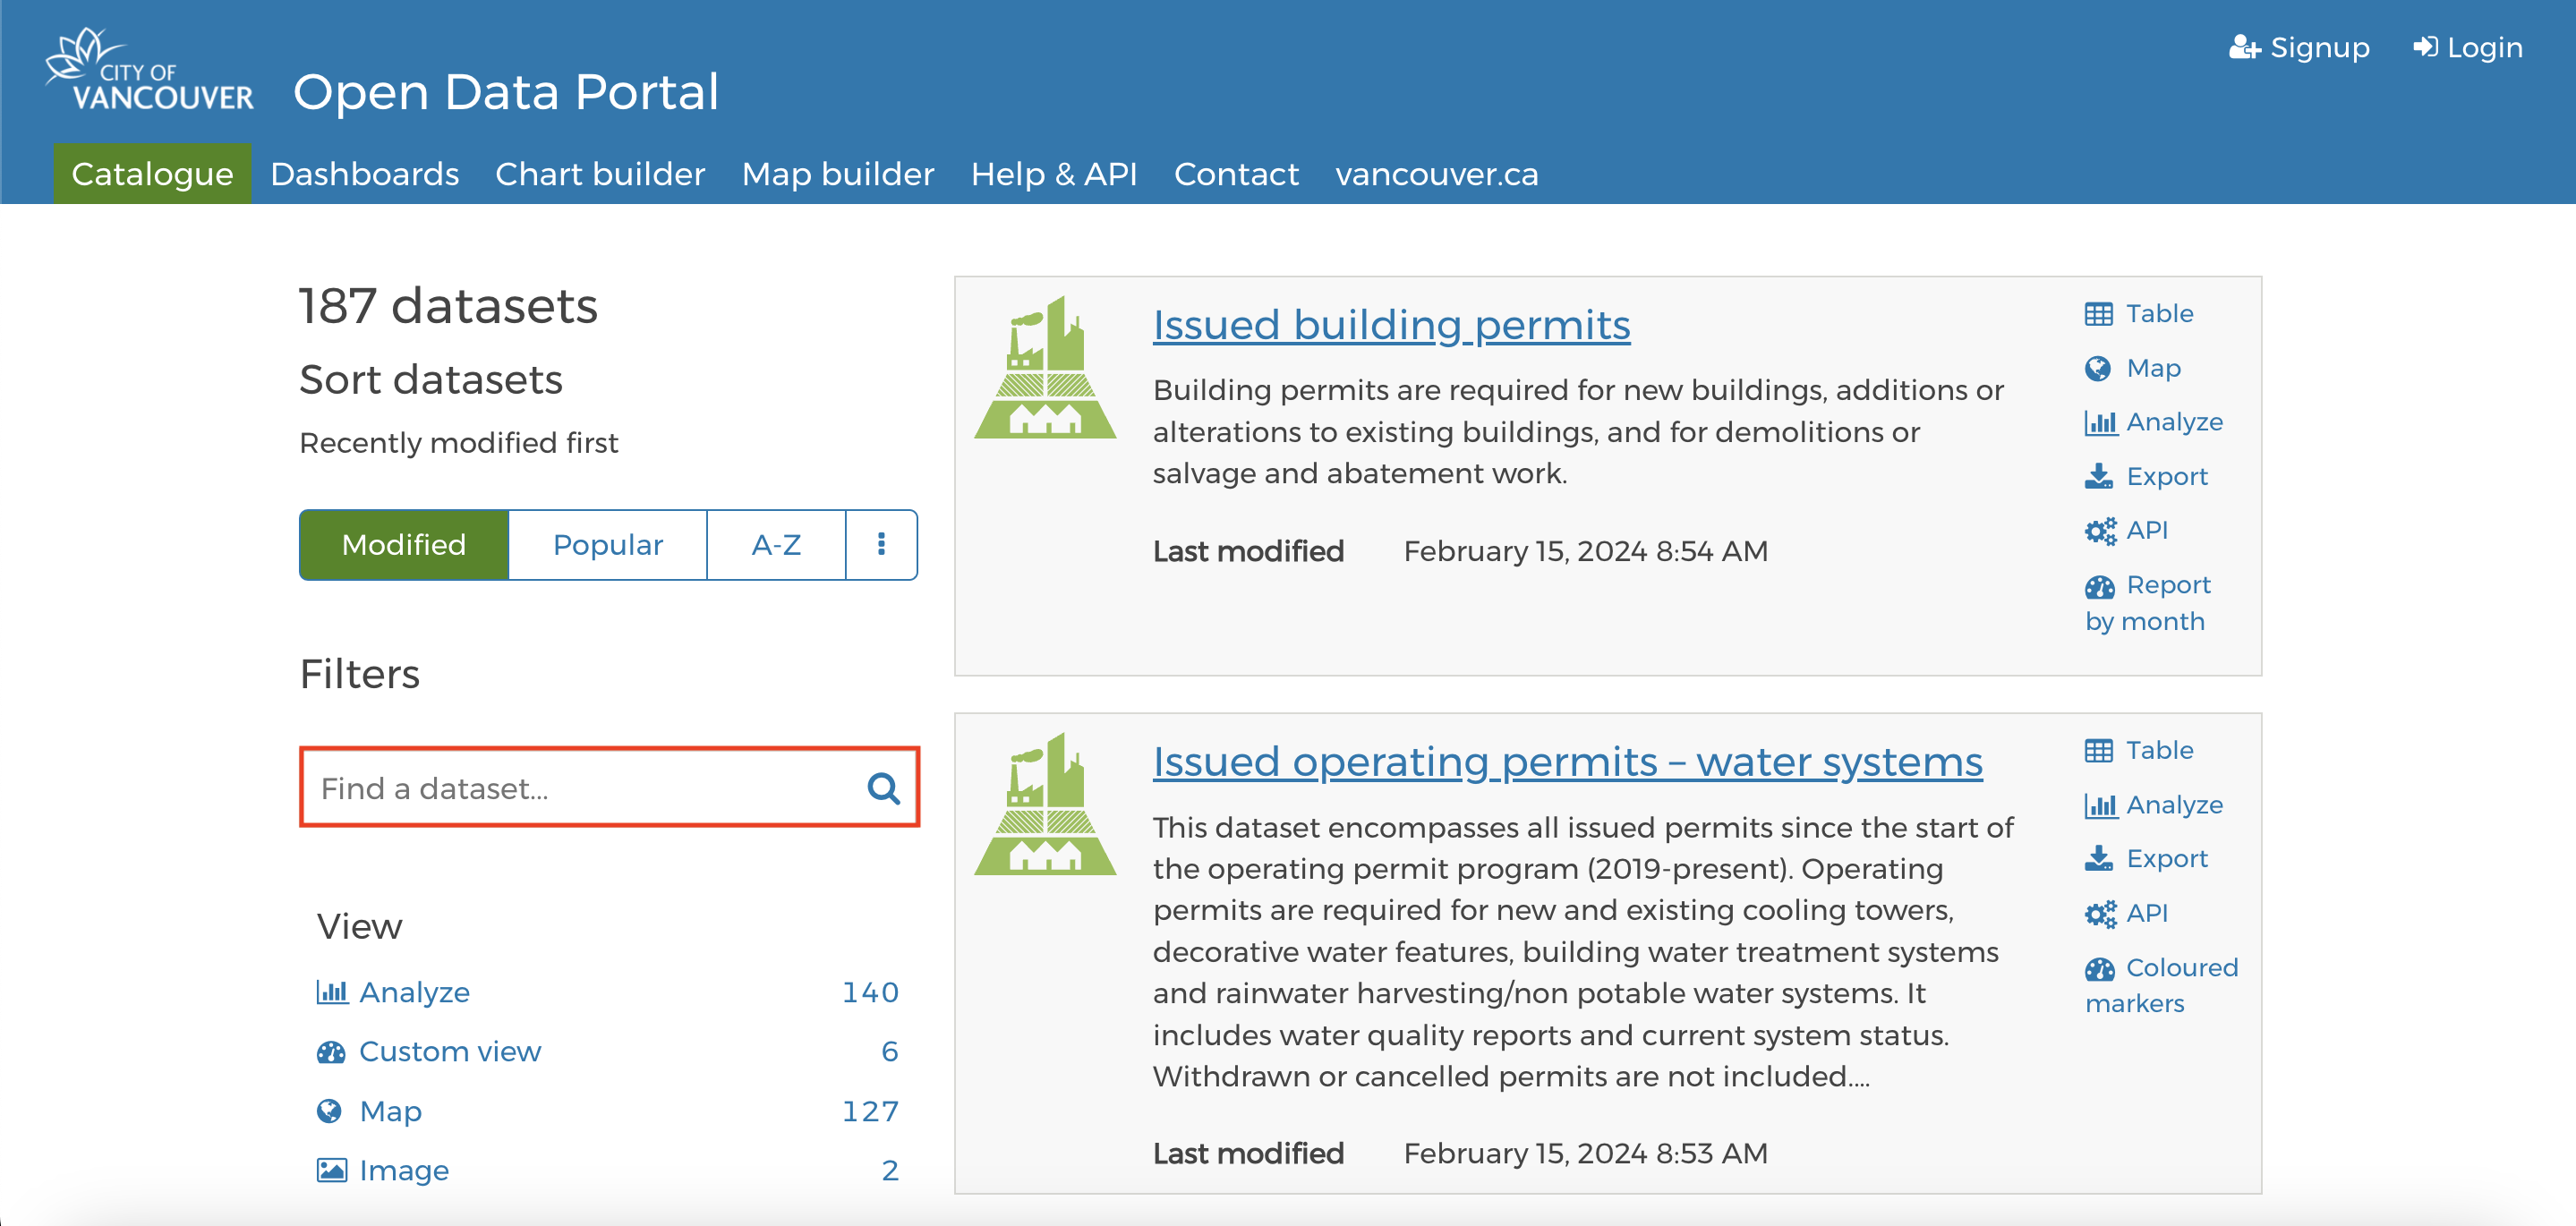 CITY OF
VANCOUVER
Open Data Portal
Signup
Login
Catalogue
Dashboards
Chart builder
Map builder
Help & API
Contact
vancouver.ca
187 datasets
Sort datasets
Recently modified first
Modified
Popular
A-Z
Filters
Find a dataset...
View
Analyze 140
Custom view 6
Map 127
Image 2
Issued building permits
Building permits are required for new buildings, additions or
alterations to existing buildings, and for demolitions or
salvage and abatement work.
Last modified February 15, 2024 8:54 AM
Table
Map
Analyze
Export
API
Report
by month
Issued operating permits – water systems
This dataset encompasses all issued permits since the start of
the operating permit program (2019-present). Operating
permits are required for new and existing cooling towers,
decorative water features, building water treatment systems
and rainwater harvesting/non potable water systems. It
includes water quality reports and current system status.
Withdrawn or cancelled permits are not included....
Last modified February 15, 2024 8:53 AM
Table
Analyze
Export
API
Coloured
markers